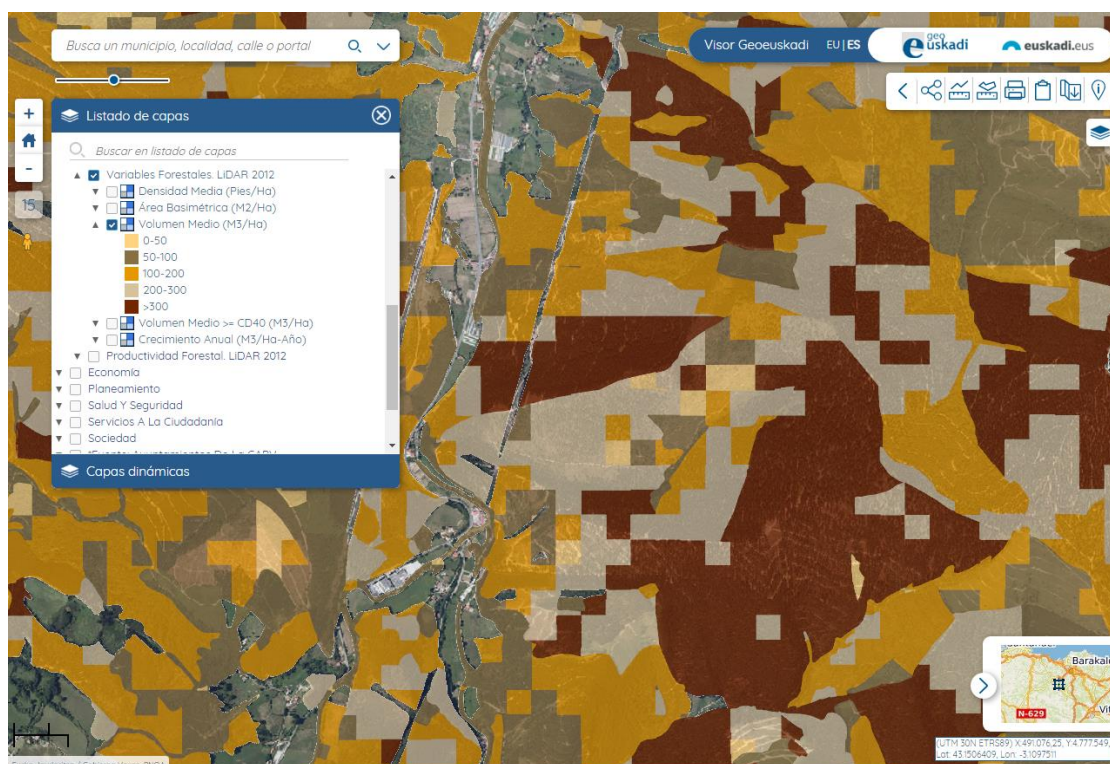 Busca un municipio, localidad, calle o portal
Visor Geoeuskadi EU|ES
geo
euskadi
euskadi.eus
+
-
15
Listado de capas
Buscar en listado de capas
Variables Forestales. LiDAR 2012
Densidad Media (Pies/Ha)
Área Basimétrica (M2/Ha)
Volumen Medio (M3/Ha)
0-50
50-100
100-200
200-300
>300
Volumen Medio >= CD40 (M3/Ha)
Crecimiento Anual (M3/Ha-Año)
Productividad Forestal. LiDAR 2012
Economía
Planeamiento
Salud Y Seguridad
Servicios A La Ciudadanía
Sociedad
Capas dinámicas
Barakal
N-629
Vit
(UTM 30N ETRS89) X:491.076,25, Y:4.777.549,
Lat: 43.1506409, Lon: -3.1097511